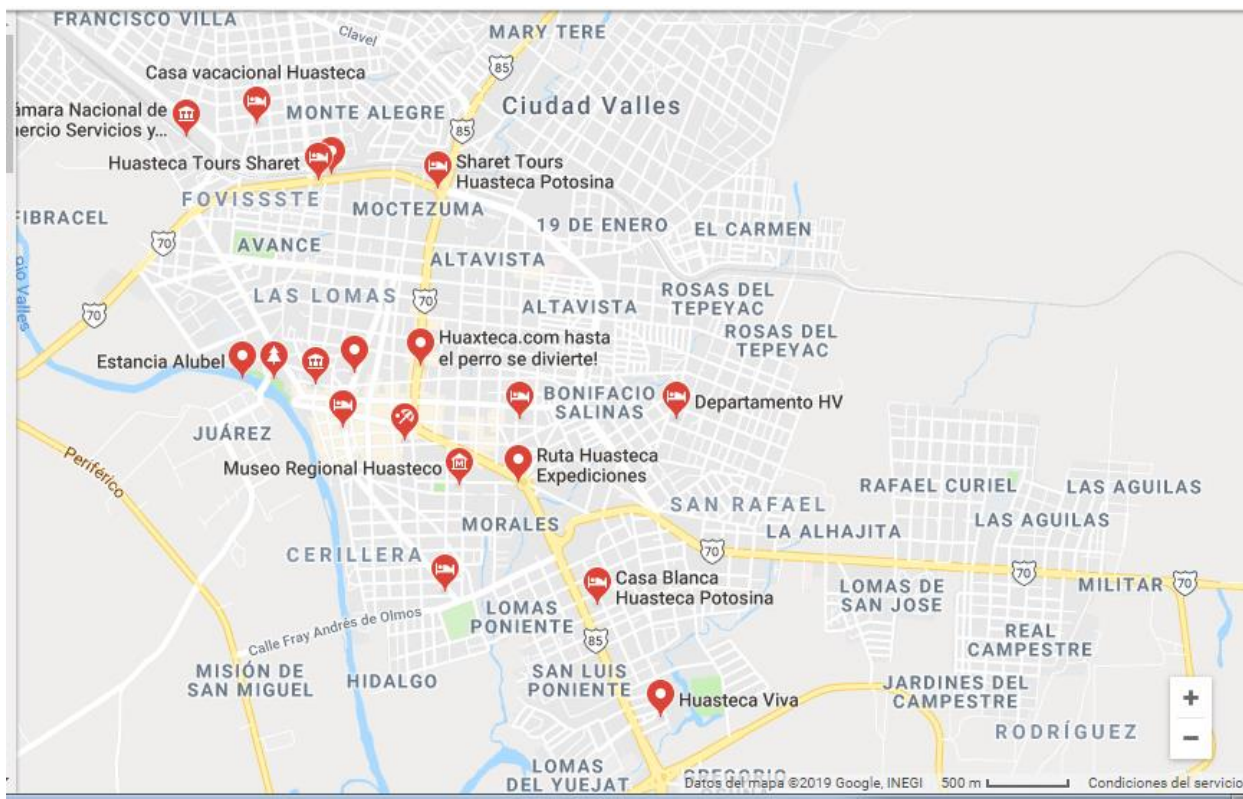 FRANCISCO VILLA
Clavel
MARY TERE
85
70
Casa vacacional Huasteca
Ciudad Valles
ámara Nacional de
ercio Servicios y...
MONTE ALEGRE
85
Huasteca Tours Sharet
Sharet Tours
Huasteca Potosina
FOVISSSTE
MOCTEZUMA
FIBRACEL
19 DE ENERO
EL CARMEN
70
AVANCE
ALTAVISTA
Río Valles
LAS LOMAS
70
ROSAS DEL
TEPEYAC
ALTAVISTA
70
ROSAS DEL
TEPEYAC
Huaxteca.com hasta
el perro se divierte!
Estancia Alubel
BONIFACIO
SALINAS
Departamento HV
JUÁREZ
Periférico
Museo Regional Huasteco
Ruta Huasteca
Expediciones
RAFAEL CURIEL
LAS AGUILAS
SAN RAFAEL
LAS AGUILAS
MORALES
LA ALHAJITA
CERILLERA
70
70
MILITAR
70
Casa Blanca
Huasteca Potosina
LOMAS DE
SAN JOSE
LOMAS
PONIENTE
Calle Fray Andrés de Olmos
85
REAL
CAMPESTRE
MISIÓN DE
SAN MIGUEL
HIDALGO
SAN LUIS
PONIENTE
JARDINES DEL
CAMPESTRE
Huasteca Viva
+
RODRÍGUEZ
−
LOMAS
DEL YUEJAT
Datos del mapa ©2019 Google, INEGI 500 m Condiciones del servicio